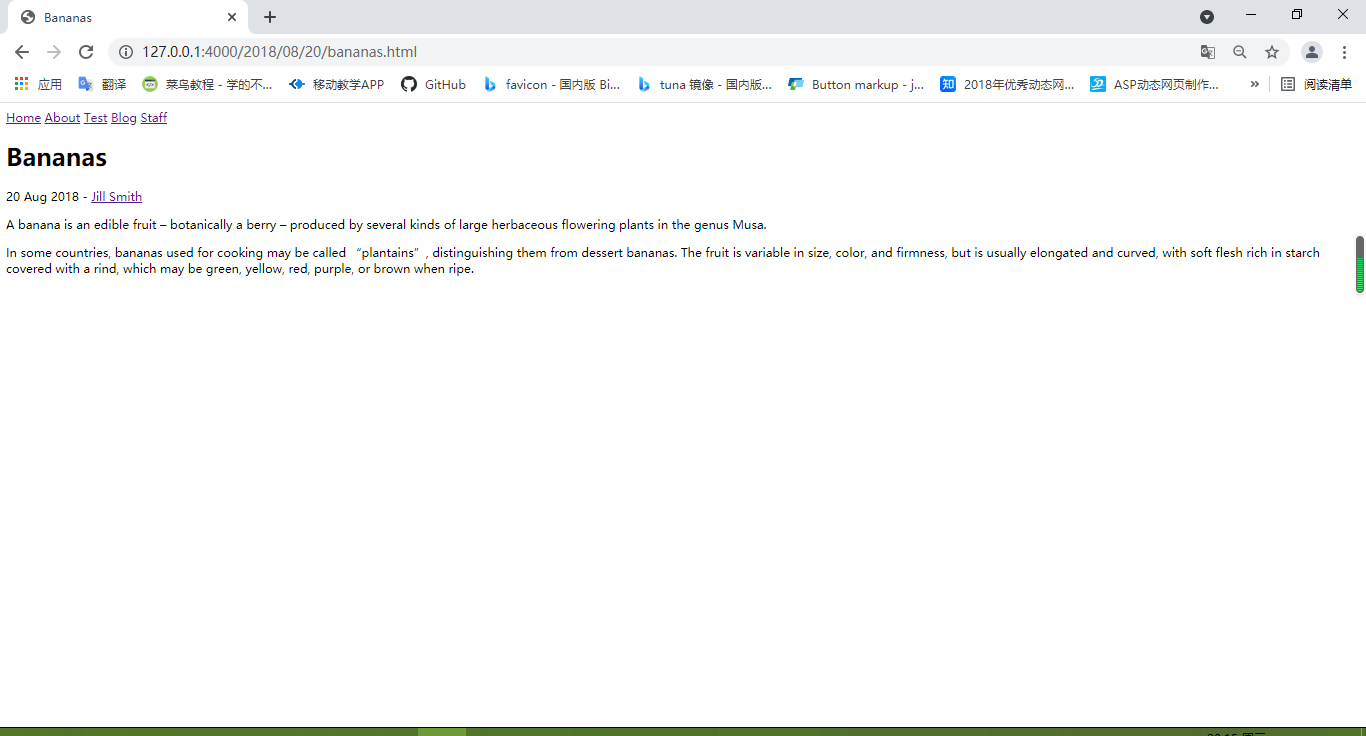 Bananas
127.0.0.1:4000/2018/08/20/bananas.html
应用 翻译 菜鸟教程 - 学的不... 移动教学APP GitHub favicon - 国内版 Bi... tuna 镜像 - 国内版... Button markup - j... 知 2018年优秀动态网... ASP动态网页制作... » 阅读清单
Home About Test Blog Staff
Bananas
20 Aug 2018 - Jill Smith
A banana is an edible fruit – botanically a berry – produced by several kinds of large herbaceous flowering plants in the genus Musa.
In some countries, bananas used for cooking may be called “plantains”, distinguishing them from dessert bananas. The fruit is variable in size, color, and firmness, but is usually elongated and curved, with soft flesh rich in starch
covered with a rind, which may be green, yellow, red, purple, or brown when ripe.